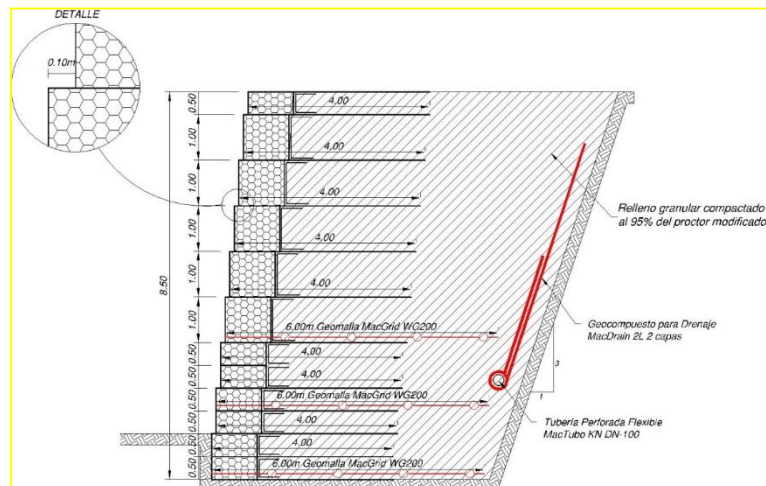 DETALLE
0.10m
8.50
0.50
1.00
1.00
1.00
1.00
1.00
0.50
0.50
0.50
0.50
0.50
0.50
4.00
4.00
4.00
4.00
4.00
6.00m Geomalla MacGrid WG200
4.00
4.00
6.00m Geomalla MacGrid WG200
4.00
6.00m Geomalla MacGrid WG200
Relleno granular compactado
al 95% del proctor modificado
Geocompuesto para Drenaje
MacDrain 2L 2 capas
3
1
Tubería Perforada Flexible
MacTubo KN DN-100